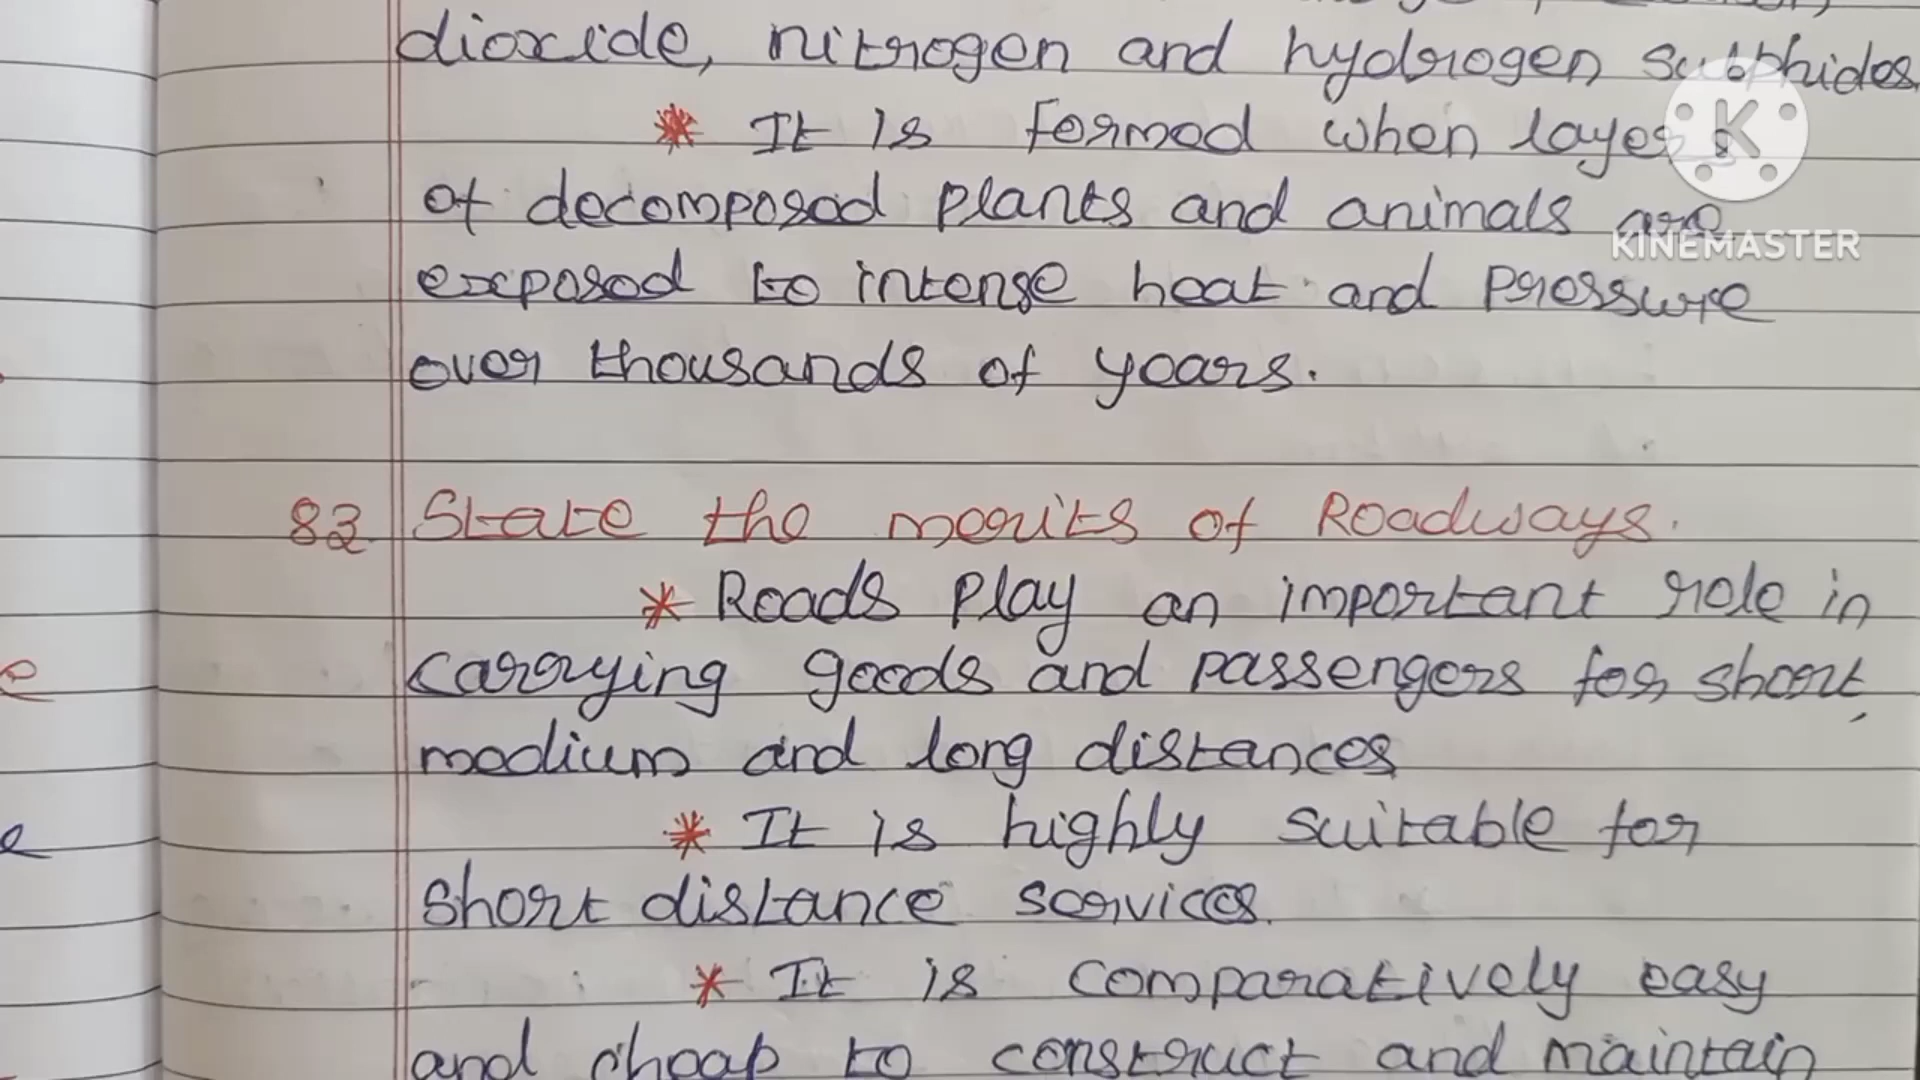 dioxide, nitrogen and hydrogen sulphides.
* It is formed when layers
of decomposed plants and animals are
exposed to intense heat and pressure
over thousands of years.
83. State the merits of Roadways.
* Roads play an important role in
carrying goods and passengers for short,
medium and long distances
* It is highly suitable for
short distance services.
* It is comparatively easy
and cheap to construct and maintain
K
KINEMASTER
e
e